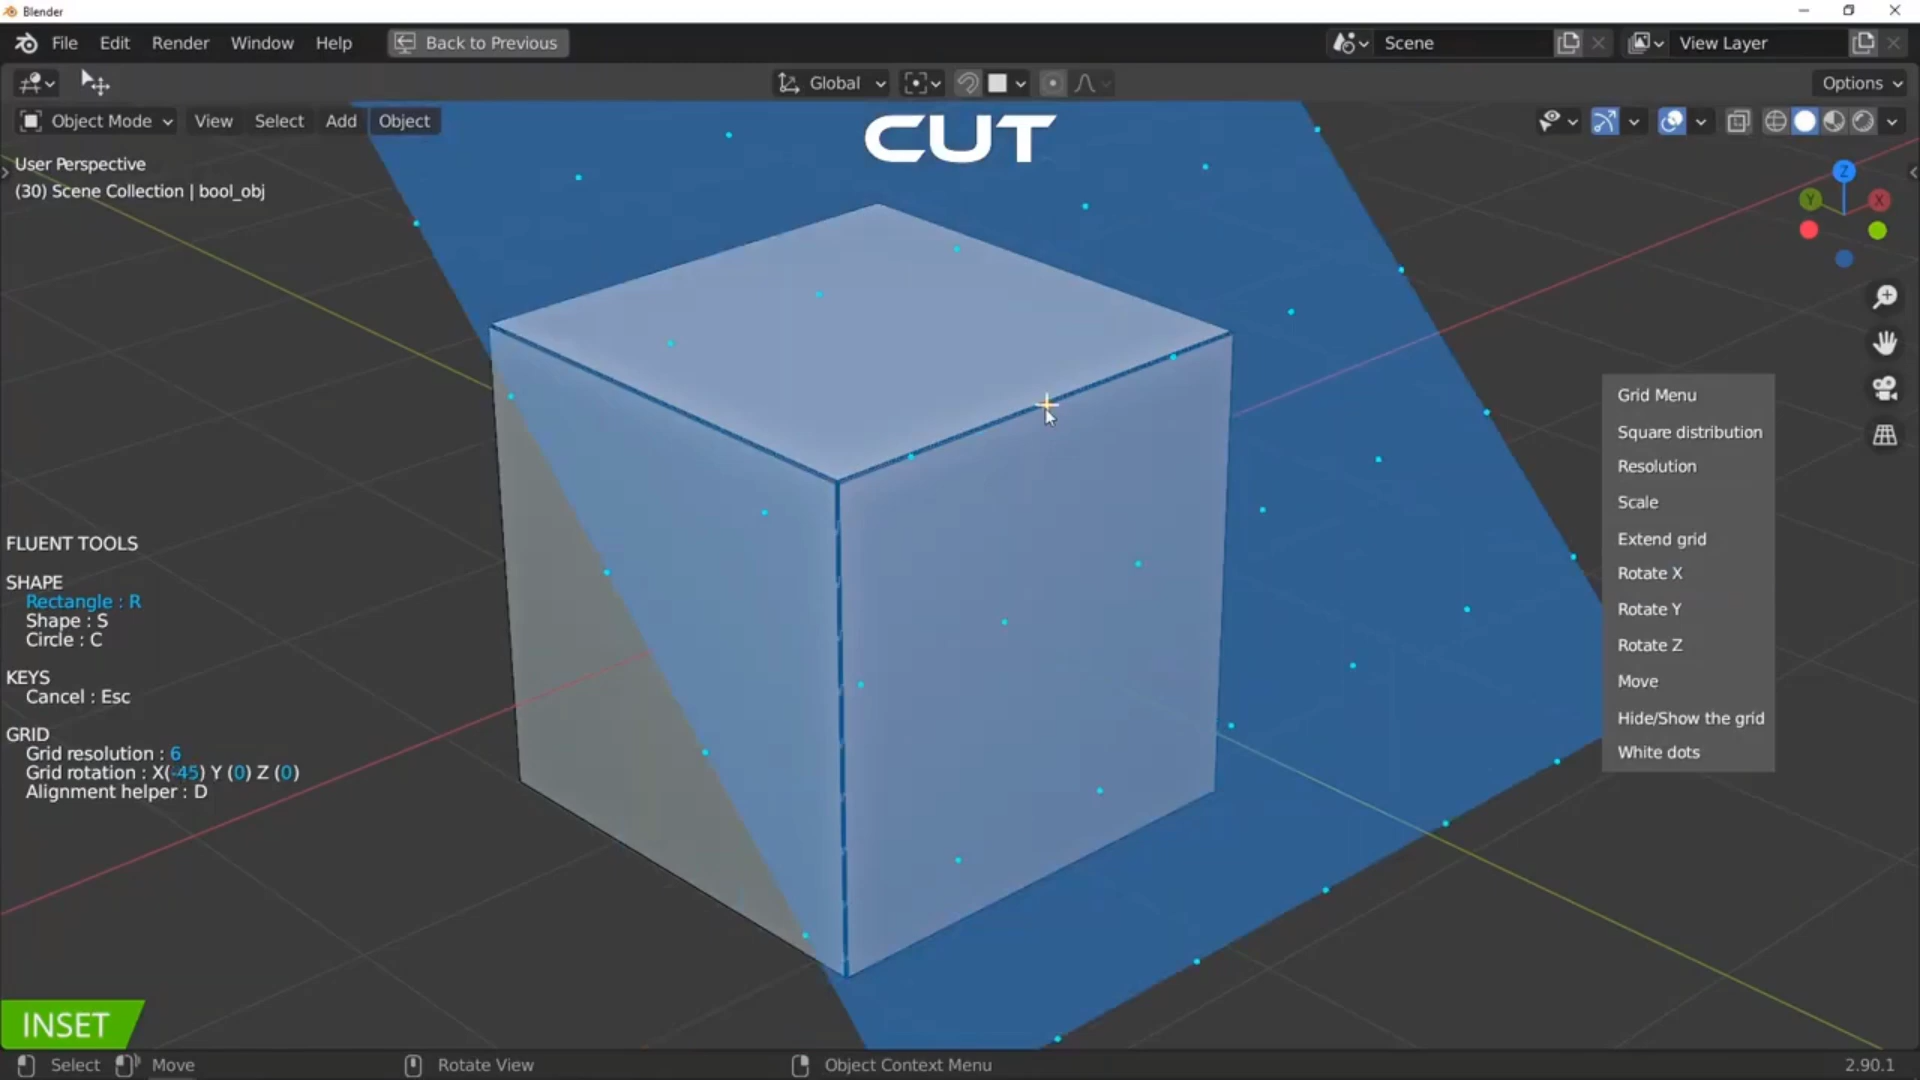 Blender
File Edit Render Window Help Back to Previous Scene View Layer
Global Options
Object Mode View Select Add Object
CUT
User Perspective
(30) Scene Collection | bool_obj
Z
Y X
Grid Menu
Square distribution
Resolution
Scale
Extend grid
Rotate X
Rotate Y
Rotate Z
Move
Hide/Show the grid
White dots
FLUENT TOOLS
SHAPE
Rectangle : R
Shape : S
Circle : C
KEYS
Cancel : Esc
GRID
Grid resolution : 6
Grid rotation : X(-45) Y (0) Z (0)
Alignment helper : D
INSET
Select Move Rotate View Object Context Menu 2.90.1